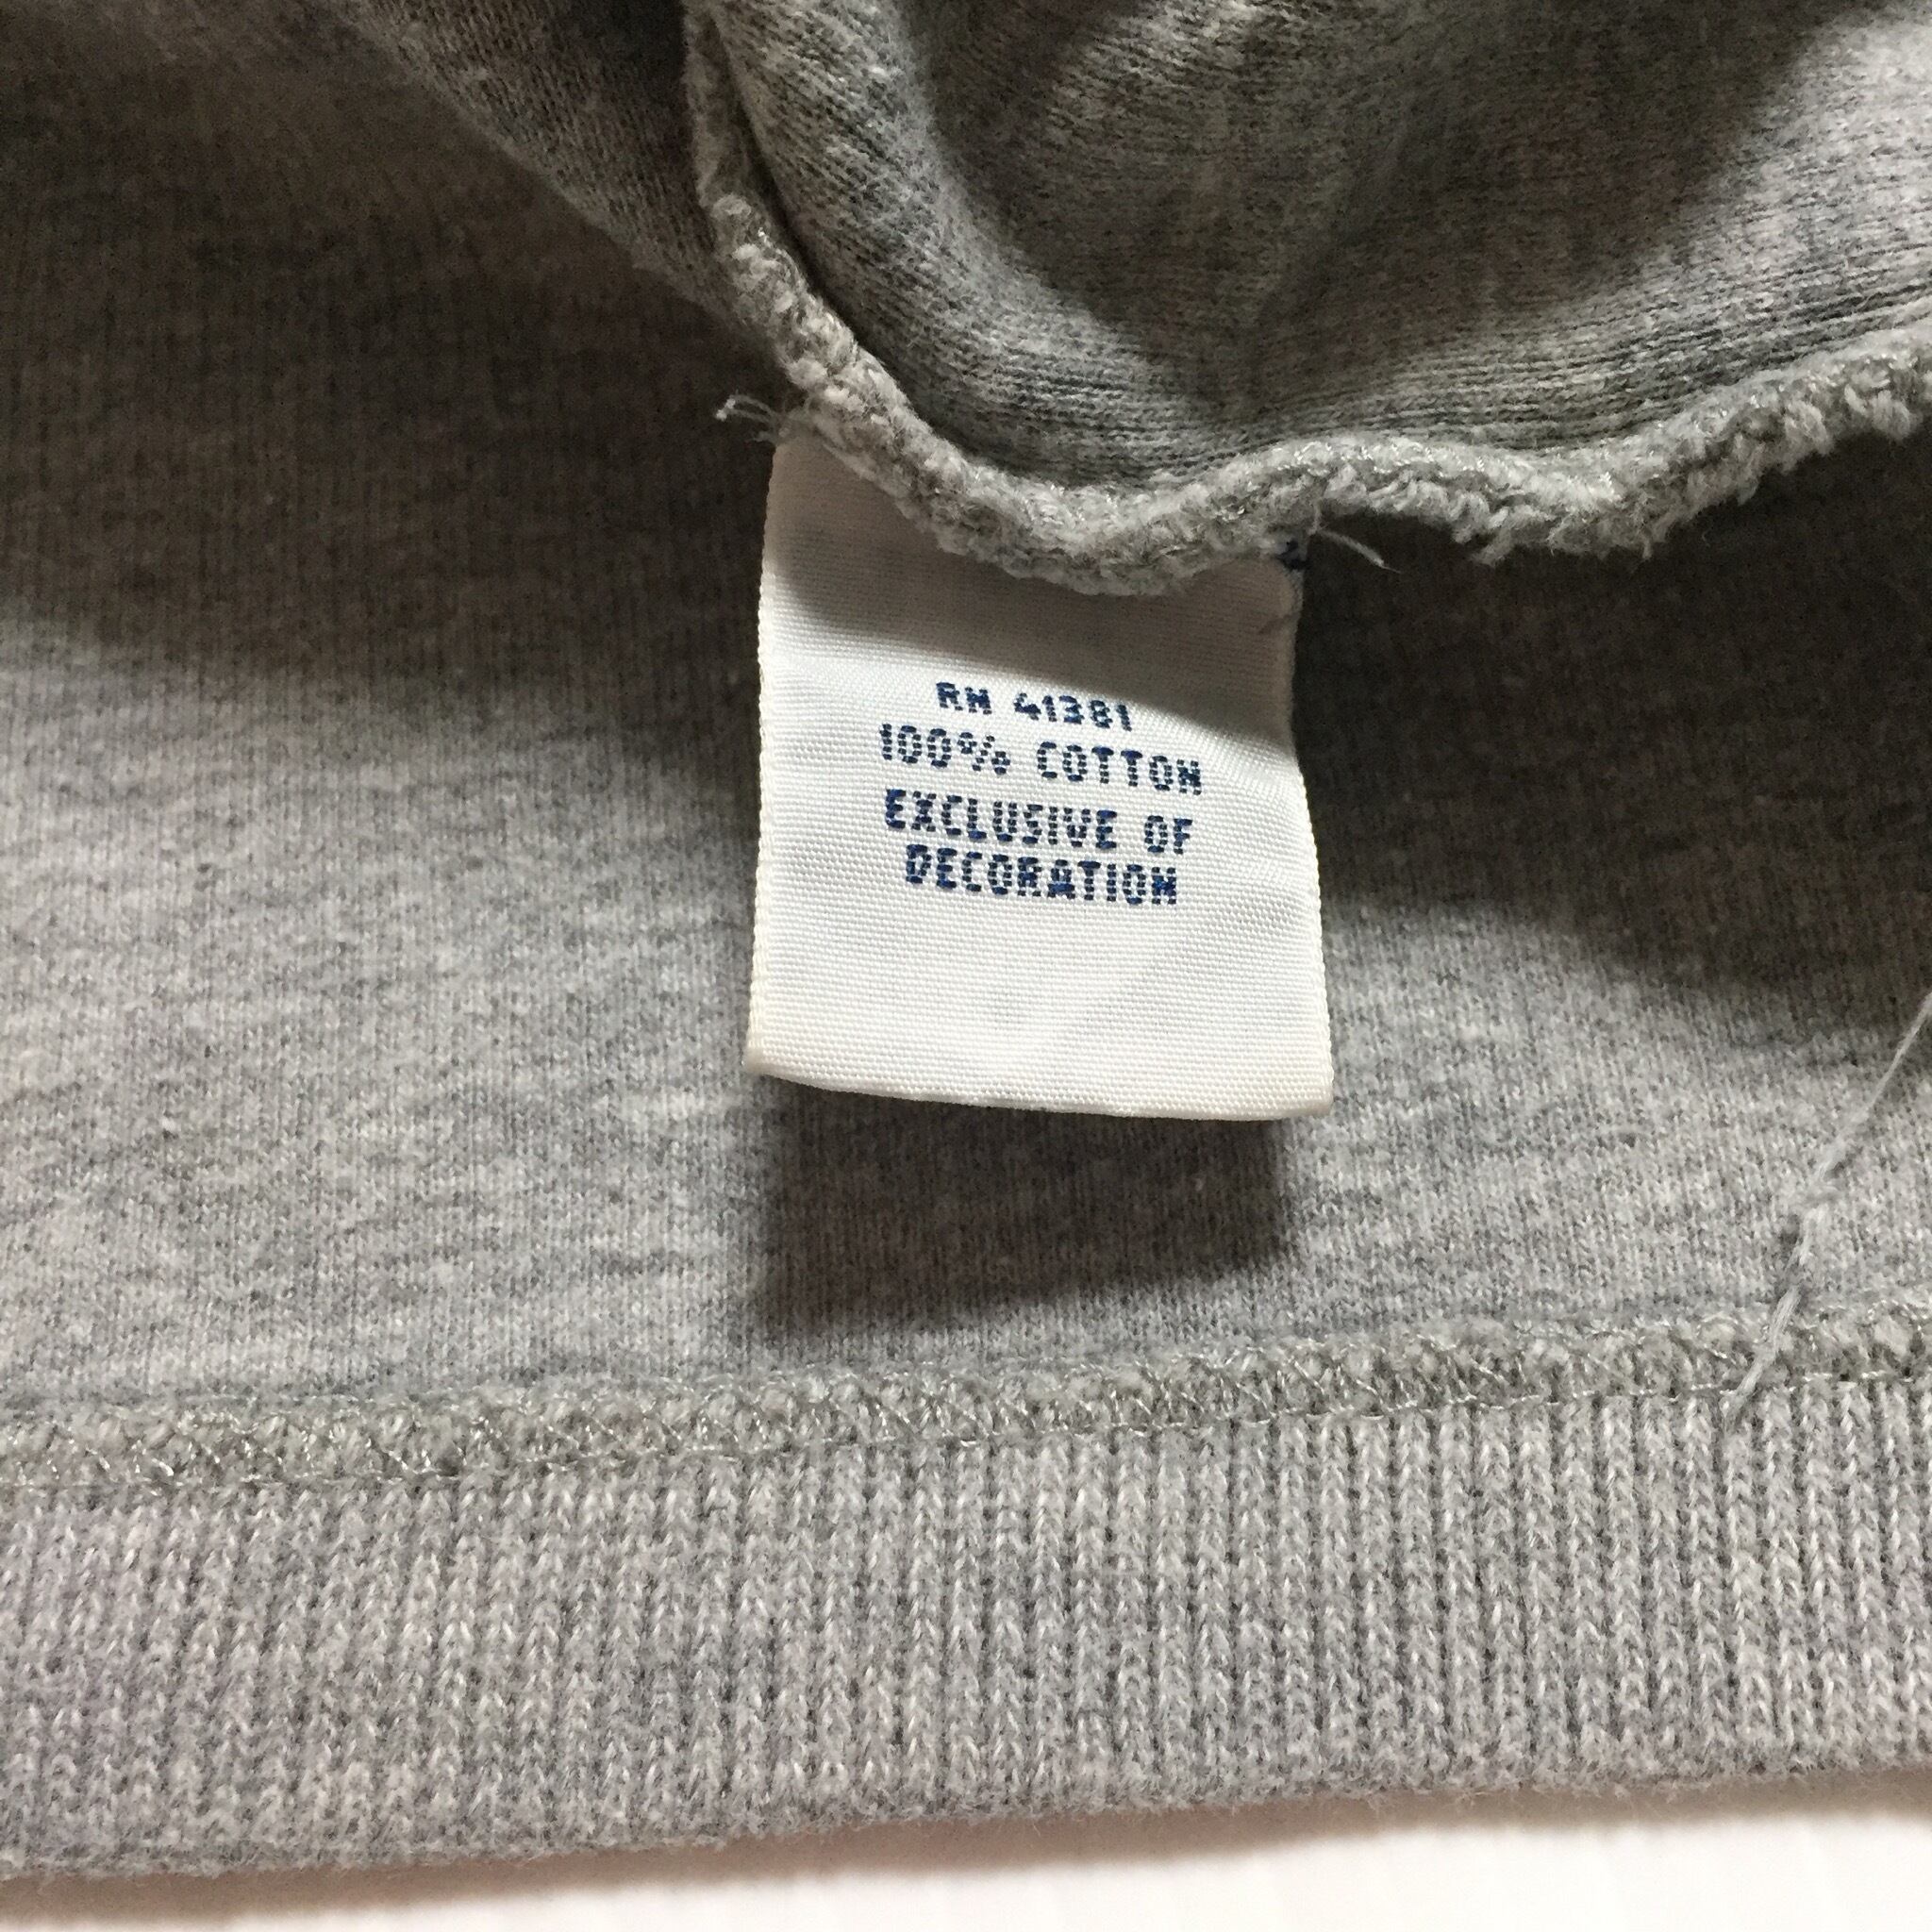 RN 41381
100% COTTON
EXCLUSIVE OF
DECORATION